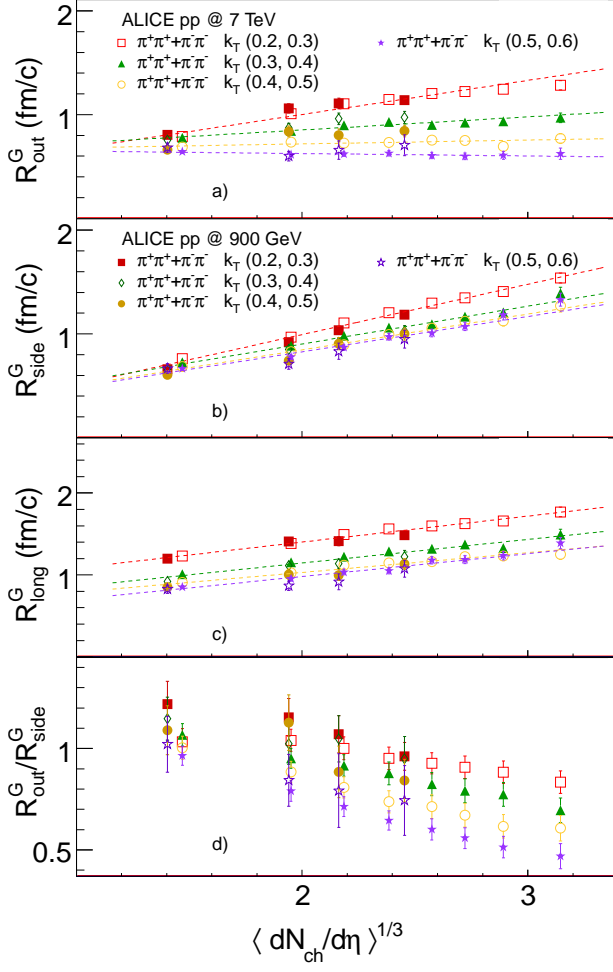 ALICE pp @ 7 TeV
π⁺π⁺+π⁻π⁻ k_T (0.2, 0.3)
π⁺π⁺+π⁻π⁻ k_T (0.3, 0.4)
π⁺π⁺+π⁻π⁻ k_T (0.4, 0.5)
π⁺π⁺+π⁻π⁻ k_T (0.5, 0.6)
2
1
R^G_out (fm/c)
a)
ALICE pp @ 900 GeV
π⁺π⁺+π⁻π⁻ k_T (0.2, 0.3)
π⁺π⁺+π⁻π⁻ k_T (0.3, 0.4)
π⁺π⁺+π⁻π⁻ k_T (0.4, 0.5)
π⁺π⁺+π⁻π⁻ k_T (0.5, 0.6)
2
1
R^G_side (fm/c)
b)
2
1
R^G_long (fm/c)
c)
1
0.5
R^G_out/R^G_side
d)
2 3
⟨ dN_ch/dη ⟩^1/3